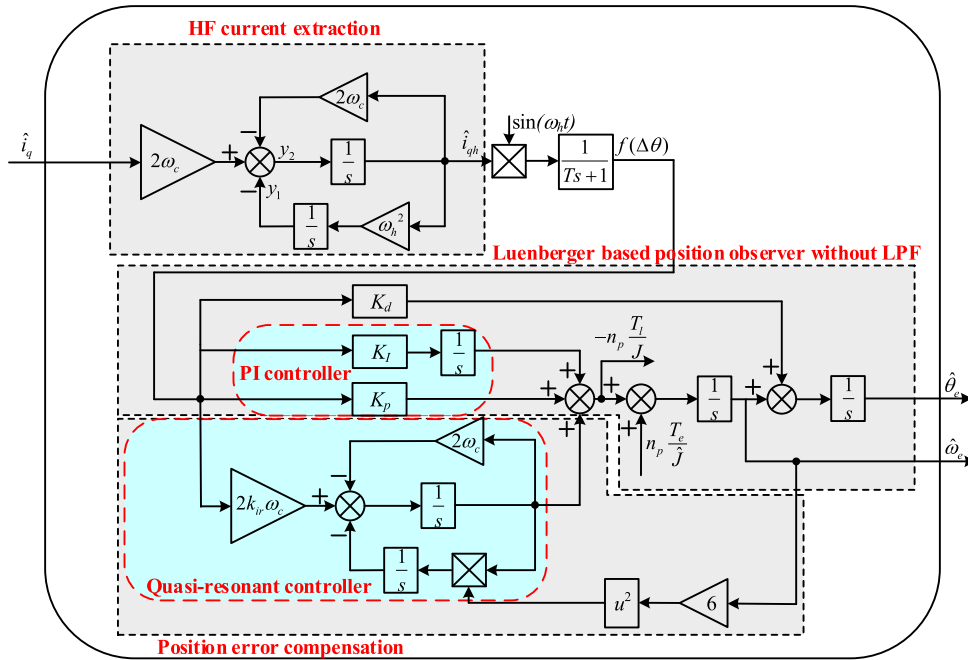 HF current extraction
2ω_c
î_q
2ω_c
y_2
1/s
î_qh
y_1
1/s
ω_h^2
sin(ω_h t)
1/(Ts+1)
f(Δθ)
Luenberger based position observer without LPF
K_d
K_I
1/s
PI controller
K_p
-n_p T_l/J
n_p T_e/Ĵ
1/s
1/s
θ̂_e
ω̂_e
2ω_c
2k_ir ω_c
1/s
1/s
Quasi-resonant controller
u^2
6
Position error compensation